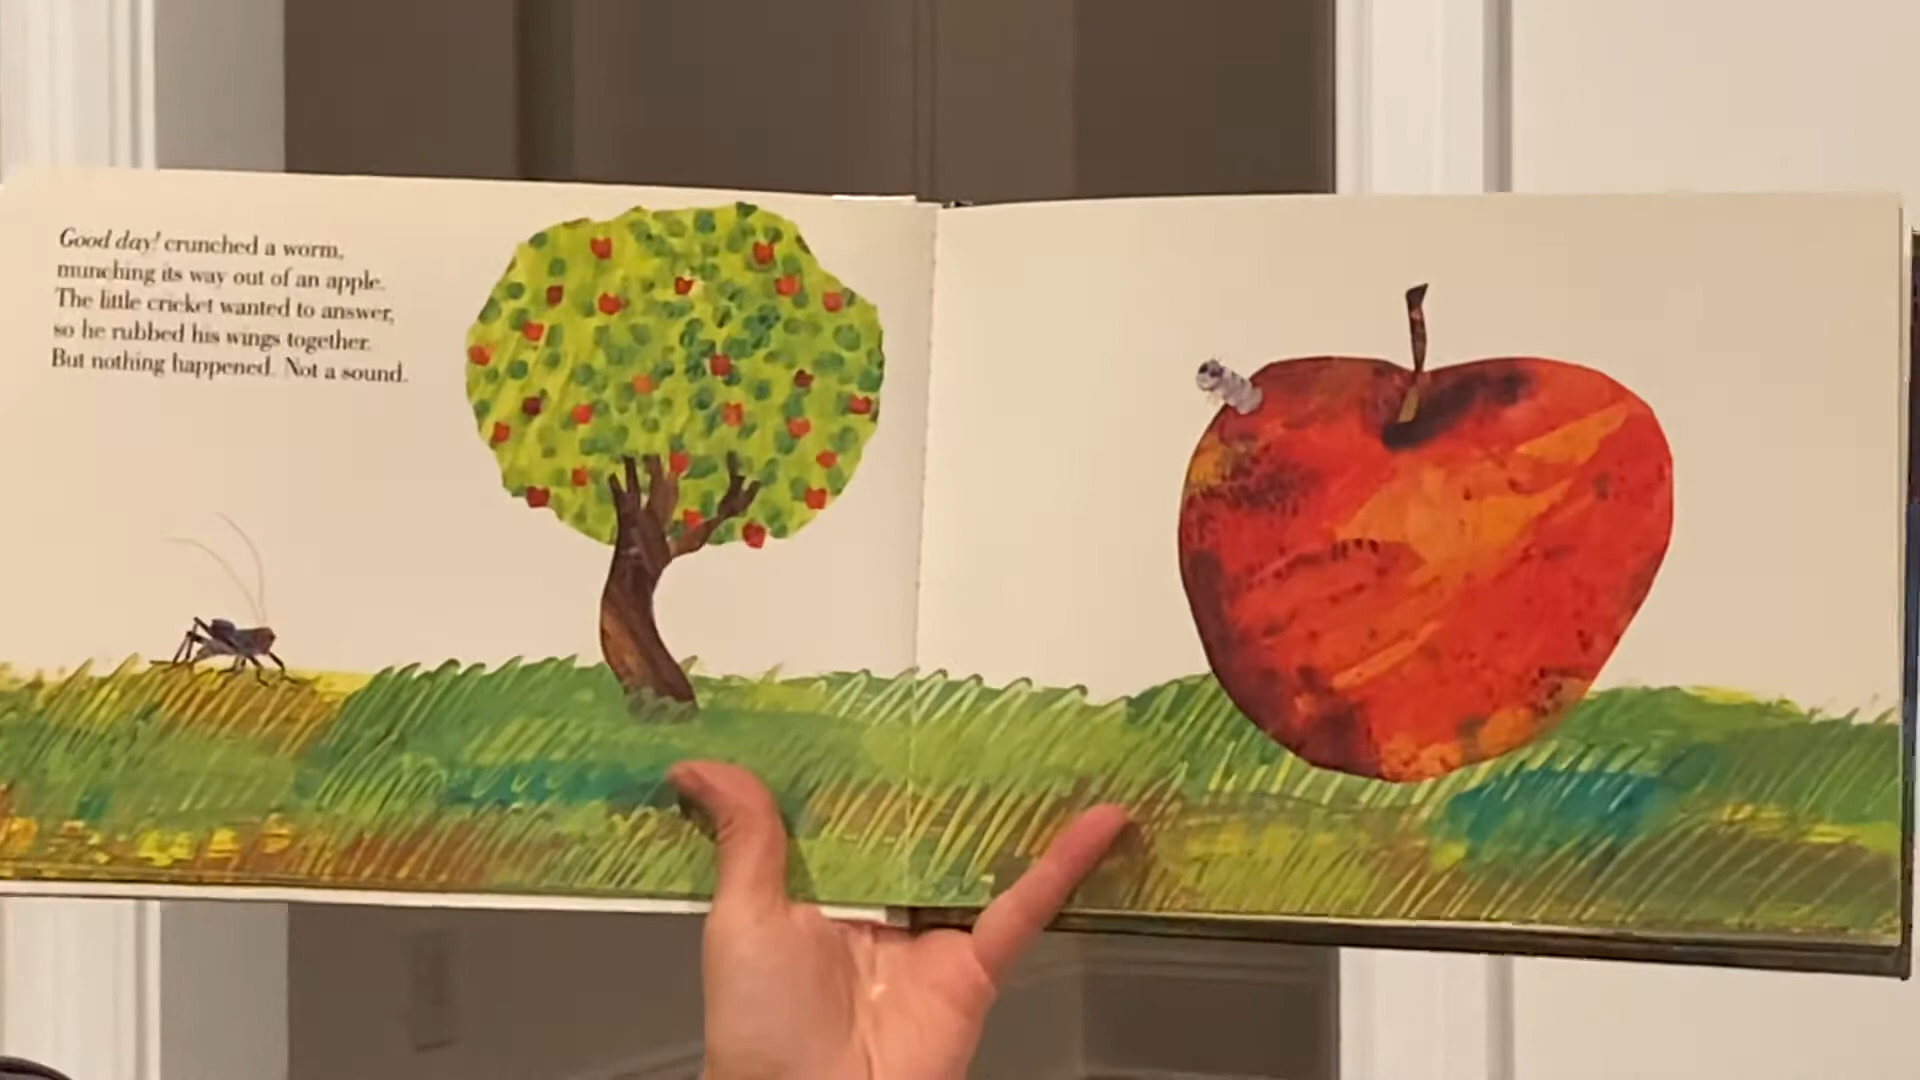 Good day! crunched a worm,
munching its way out of an apple.
The little cricket wanted to answer,
so he rubbed his wings together.
But nothing happened. Not a sound.